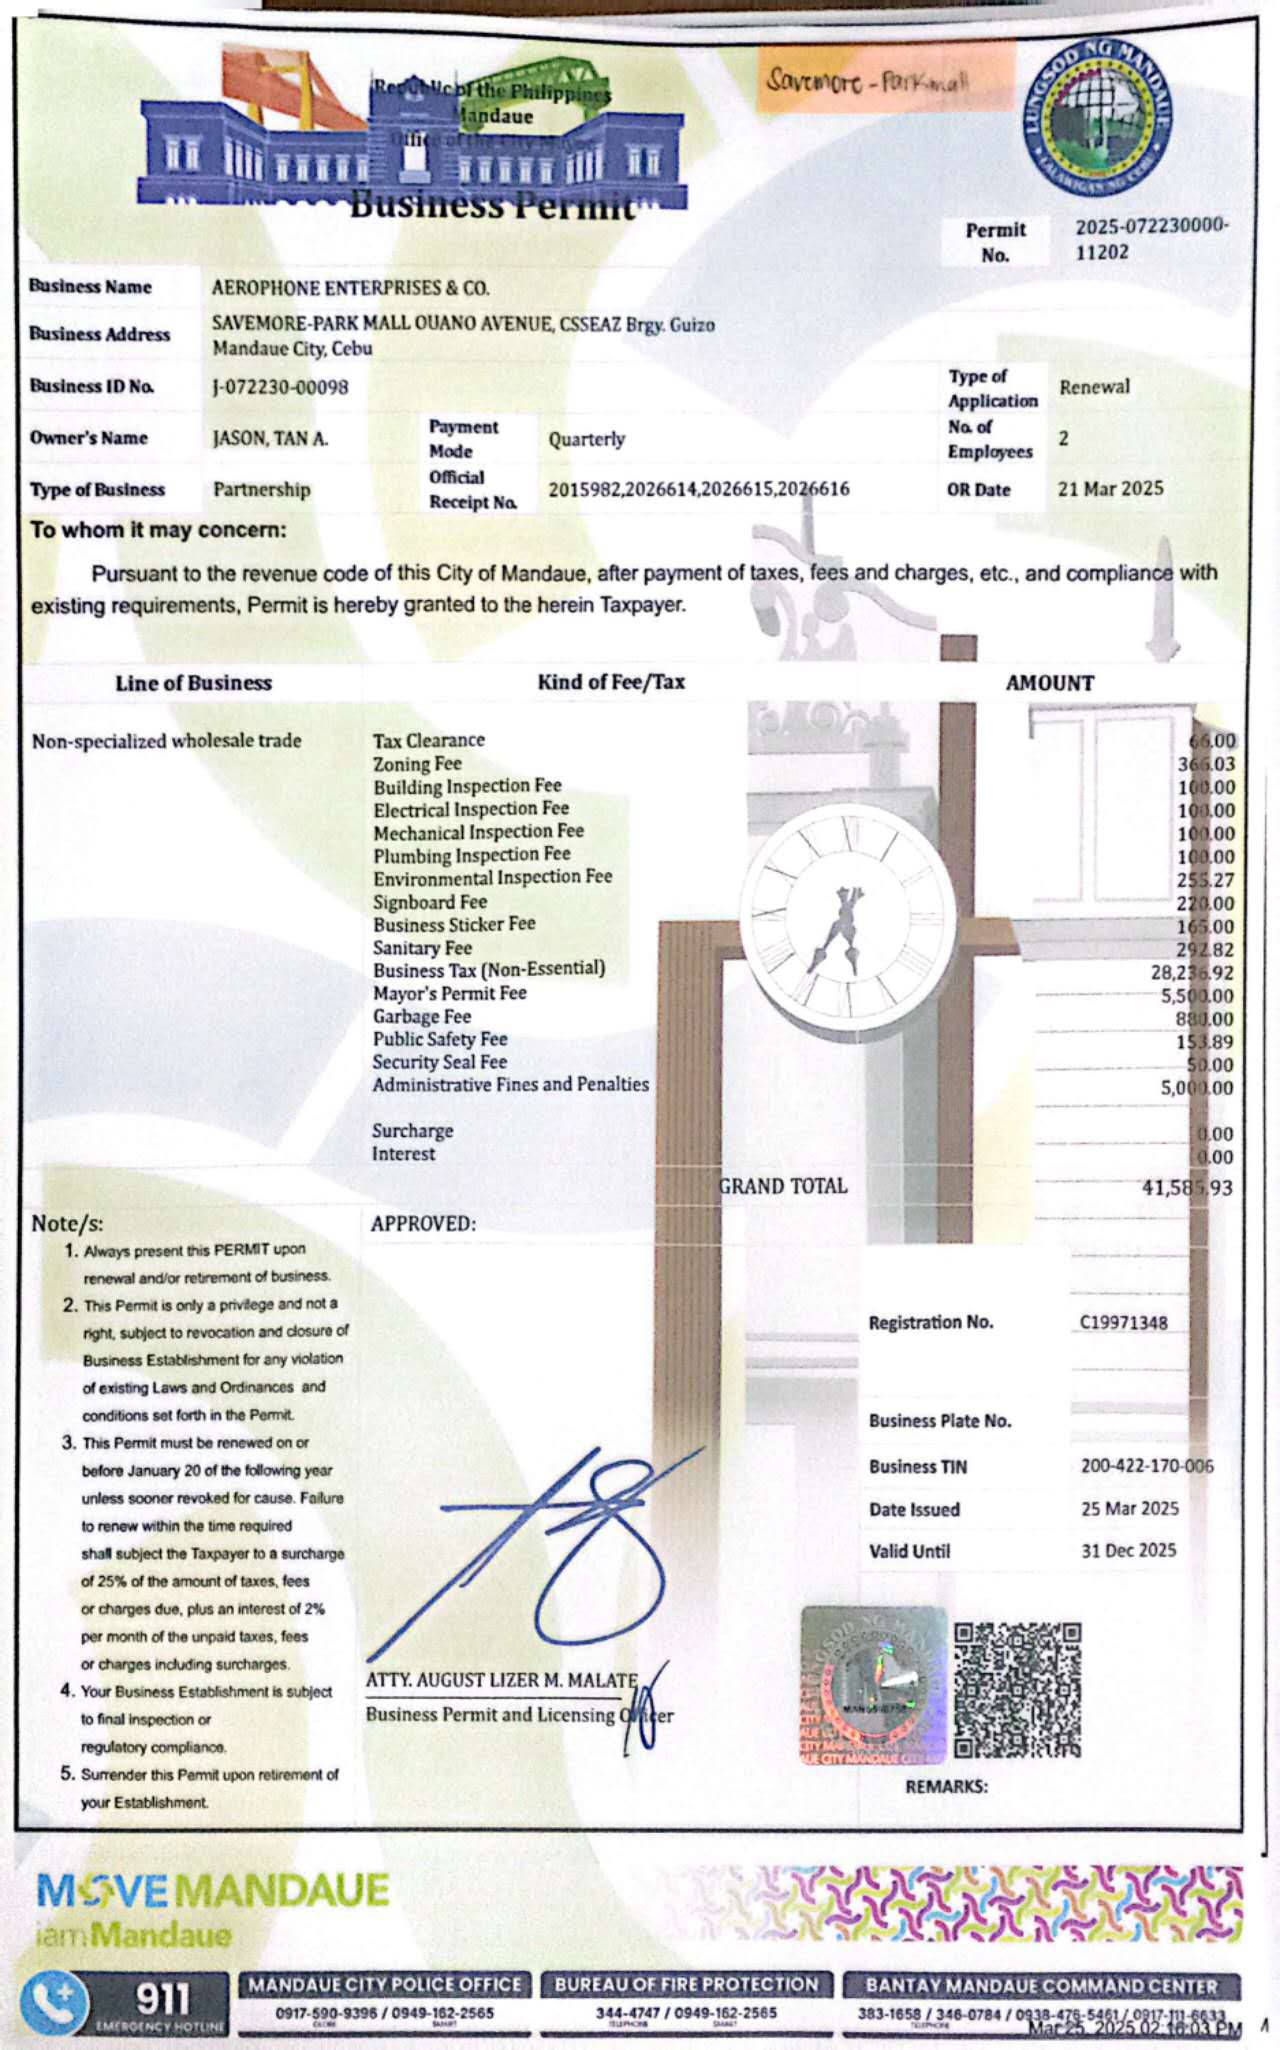 Savemore - Parkmall
LUNGSOD NG MANDAUE
LALAWIGAN NG CEBU
Republic of the Philippines
Mandaue
Office of the City
Business Permit
Permit No. 2025-072230000-11202
Business Name AEROPHONE ENTERPRISES & CO.
Business Address SAVEMORE-PARK MALL OUANO AVENUE, CSSEAZ Brgy. Guizo
Mandaue City, Cebu
Business ID No. J-072230-00098 Type of Application Renewal
Owner's Name JASON, TAN A. Payment Mode Quarterly No. of Employees 2
Type of Business Partnership Official Receipt No. 2015982,2026614,2026615,2026616 OR Date 21 Mar 2025
To whom it may concern:
Pursuant to the revenue code of this City of Mandaue, after payment of taxes, fees and charges, etc., and compliance with
existing requirements, Permit is hereby granted to the herein Taxpayer.
Line of Business Kind of Fee/Tax AMOUNT
Non-specialized wholesale trade Tax Clearance 66.00
Zoning Fee 366.03
Building Inspection Fee 100.00
Electrical Inspection Fee 100.00
Mechanical Inspection Fee 100.00
Plumbing Inspection Fee 100.00
Environmental Inspection Fee 255.27
Signboard Fee 220.00
Business Sticker Fee 165.00
Sanitary Fee 292.82
Business Tax (Non-Essential) 28,236.92
Mayor's Permit Fee 5,500.00
Garbage Fee 880.00
Public Safety Fee 153.89
Security Seal Fee 50.00
Administrative Fines and Penalties 5,000.00
Surcharge 0.00
Interest 0.00
GRAND TOTAL 41,585.93
Note/s:
1. Always present this PERMIT upon
renewal and/or retirement of business.
2. This Permit is only a privilege and not a
right, subject to revocation and closure of
Business Establishment for any violation
of existing Laws and Ordinances and
conditions set forth in the Permit.
3. This Permit must be renewed on or
before January 20 of the following year
unless sooner revoked for cause. Failure
to renew within the time required
shall subject the Taxpayer to a surcharge
of 25% of the amount of taxes, fees
or charges due, plus an interest of 2%
per month of the unpaid taxes, fees
or charges including surcharges.
4. Your Business Establishment is subject
to final inspection or
regulatory compliance.
5. Surrender this Permit upon retirement of
your Establishment.
APPROVED:
ATTY. AUGUST LIZER M. MALATE
Business Permit and Licensing Officer
Registration No. C19971348
Business Plate No.
Business TIN 200-422-170-006
Date Issued 25 Mar 2025
Valid Until 31 Dec 2025
REMARKS:
MOVE MANDAUE
iamMandaue
911
EMERGENCY HOTLINE
MANDAUE CITY POLICE OFFICE
0917-590-9396 / 0949-162-2565
GLOBE SMART
BUREAU OF FIRE PROTECTION
344-4747 / 0949-162-2565
TELEPHONE SMART
BANTAY MANDAUE COMMAND CENTER
383-1658 / 346-0784 / 0938-476-5461 / 0917-111-6633
TELEPHONE
Mar 25, 2025 02:16:03 PM